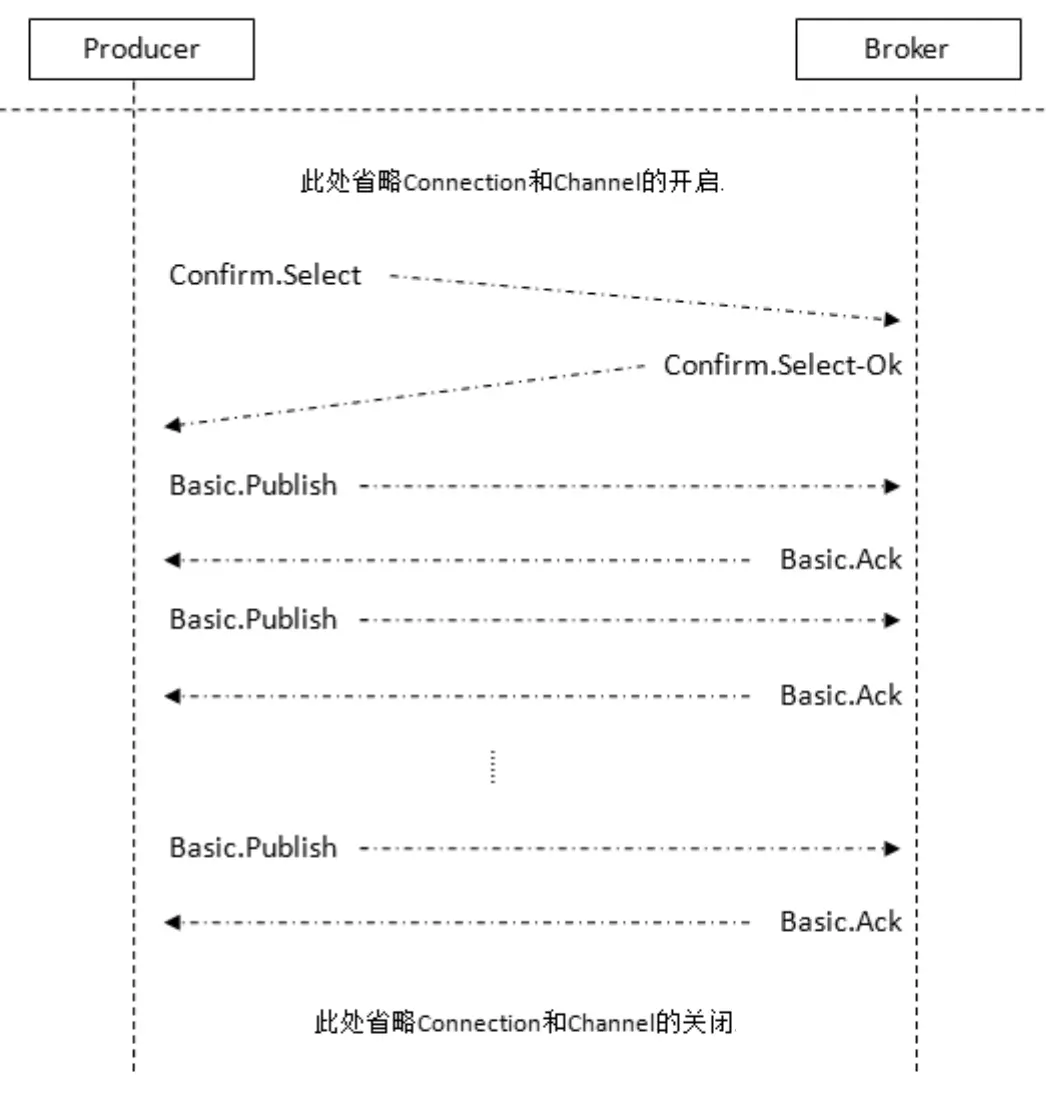 Producer
Broker
此处省略Connection和Channel的开启.
Confirm.Select
Confirm.Select-Ok
Basic.Publish
Basic.Ack
Basic.Publish
Basic.Ack
Basic.Publish
Basic.Ack
此处省略Connection和Channel的关闭.